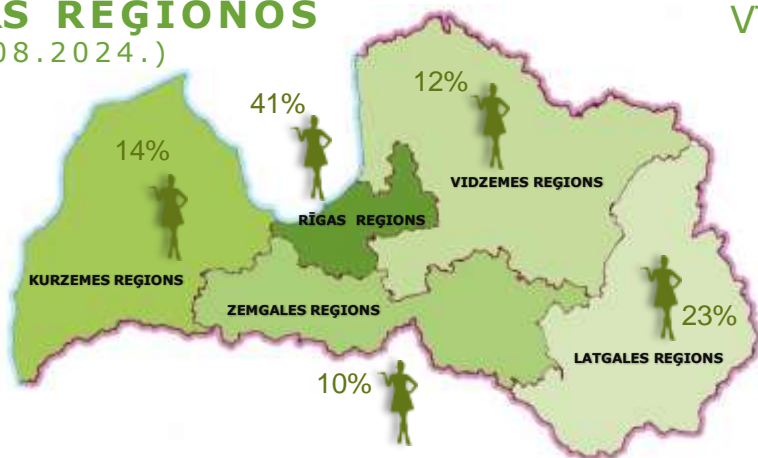 REĢIONOS
08.2024.)
12%
41%
14%
VIDZEMES REĢIONS
RĪGAS REĢIONS
KURZEMES REĢIONS
ZEMGALES REĢIONS
23%
LATGALES REĢIONS
10%